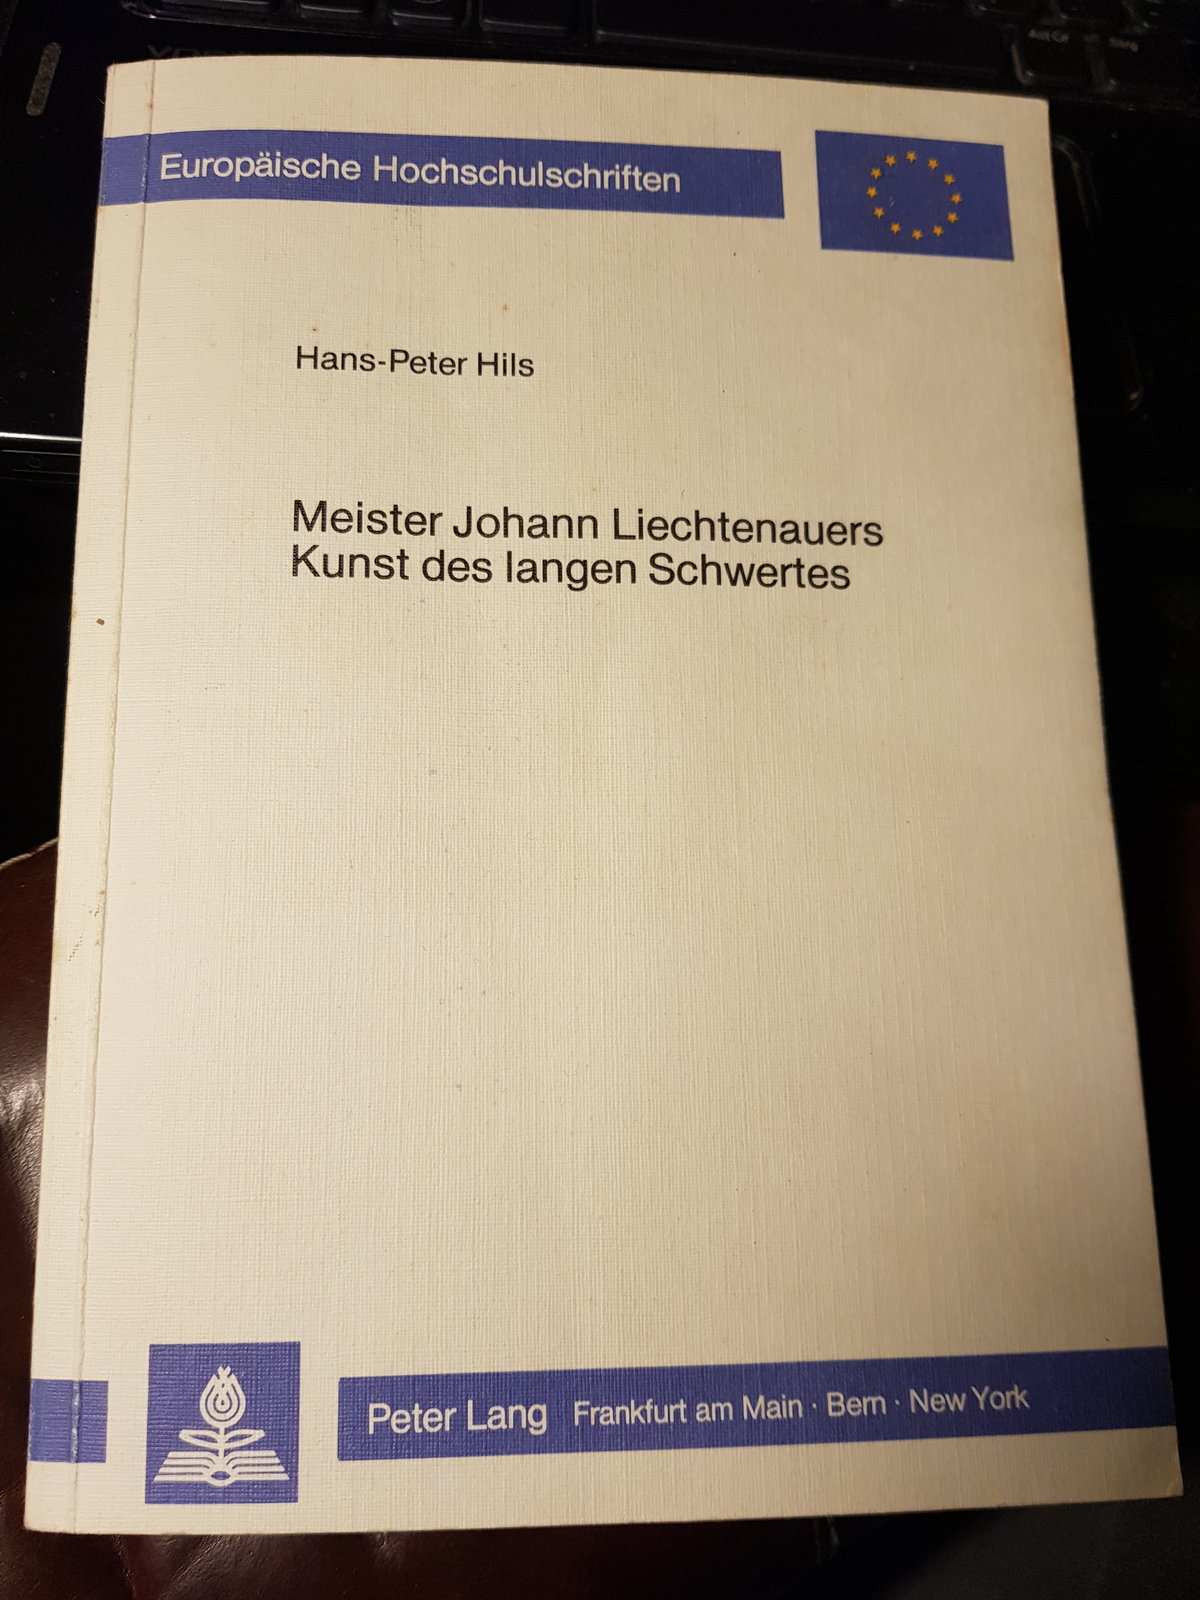 Europäische Hochschulschriften
Hans-Peter Hils
Meister Johann Liechtenauers
Kunst des langen Schwertes
Peter Lang Frankfurt am Main · Bern · New York